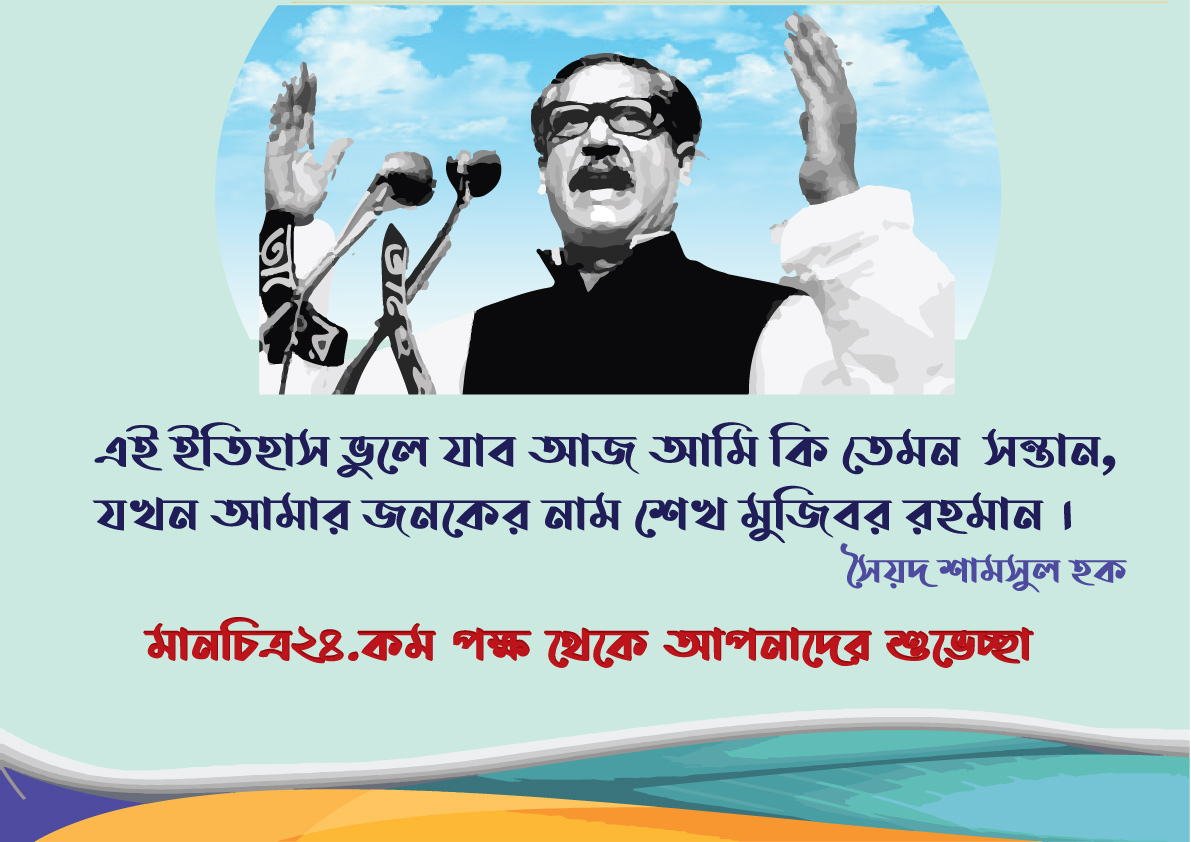 এই ইতিহাস ভুলে যাব আজ আমি কি তেমন সন্তান,
যখন আমার জনকের নাম শেখ মুজিবর রহমান ।
সৈয়দ শামসুল হক
মানচিত্র২৪.কম পক্ষ থেকে আপনাদের শুভেচ্ছা